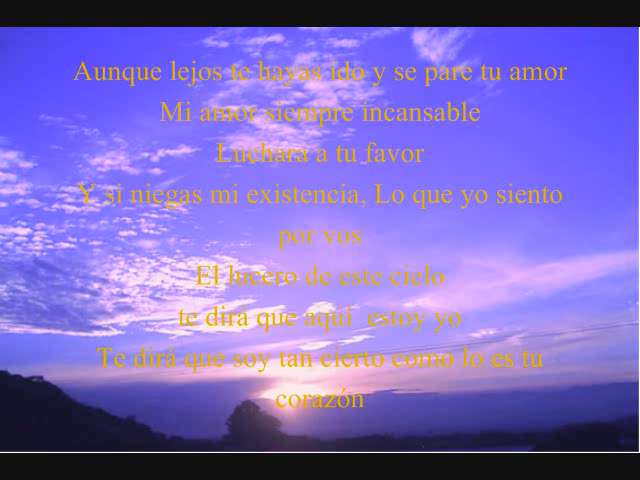 Aunque lejos te hayas ido y se pare tu amor
Mi amor siempre incansable
Luchara a tu favor
Y si niegas mi existencia, Lo que yo siento
por vos
El lucero de este cielo
te dirá que aquí  estoy yo
Te dirá que soy tan cierto como lo es tu
corazón